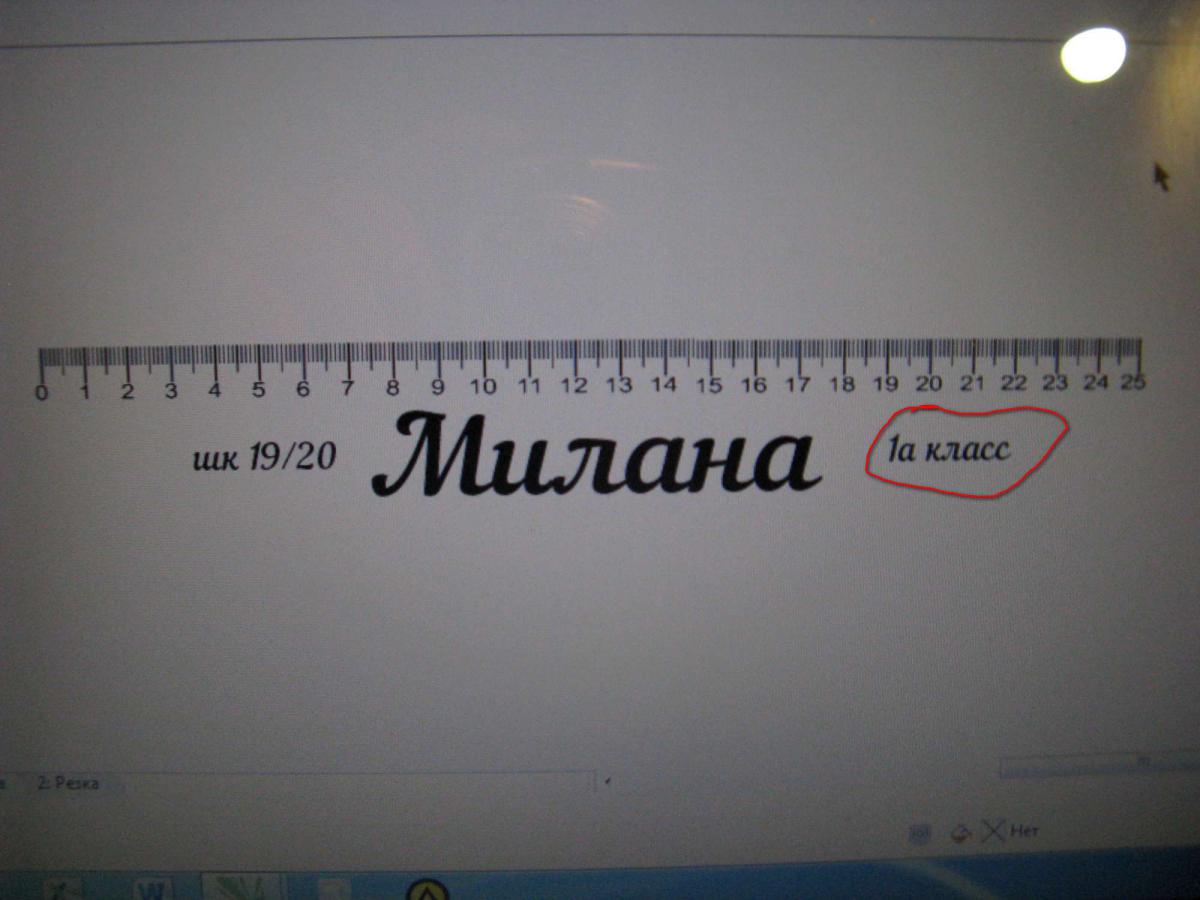 0 1 2 3 4 5 6 7 8 9 10 11 12 13 14 15 16 17 18 19 20 21 22 23 24 25
шк 19/20 Милана 1а класс
2: Резка
Нет